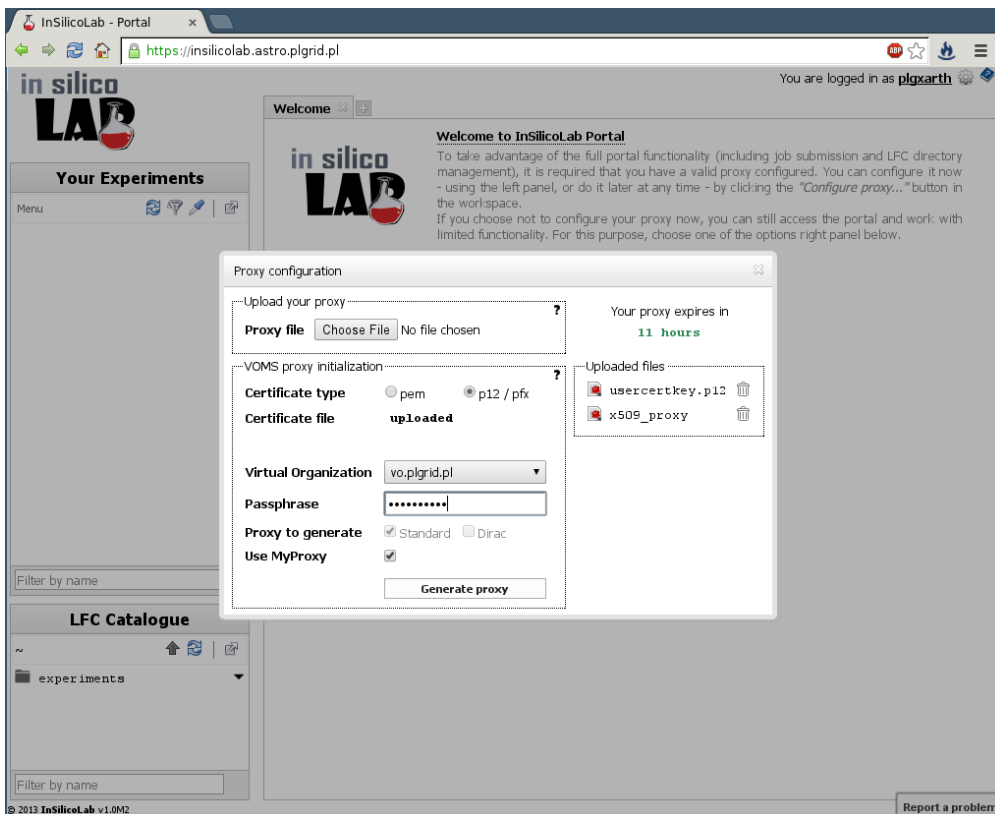 InSilicoLab - Portal
https://insilicolab.astro.plgrid.pl
ABP
in silico
LAB
You are logged in as plgxarth
Welcome
Welcome to InSilicoLab Portal
To take advantage of the full portal functionality (including job submission and LFC directory
management), it is required that you have a valid proxy configured. You can configure it now
- using the left panel, or do it later at any time - by clicking the "Configure proxy..." button in
the workspace.
If you choose not to configure your proxy now, you can still access the portal and work with
limited functionality. For this purpose, choose one of the options right panel below.
in silico
LAB
Your Experiments
Menu
Filter by name
LFC Catalogue
~
experiments
Filter by name
© 2013 InSilicoLab v1.0M2
Proxy configuration
Upload your proxy
?
Proxy file Choose File No file chosen
VOMS proxy initialization
?
Certificate type pem p12 / pfx
Certificate file uploaded
Virtual Organization vo.plgrid.pl
Passphrase ••••••••••
Proxy to generate Standard Dirac
Use MyProxy
Generate proxy
Your proxy expires in
11 hours
Uploaded files
usercertkey.p12
x509_proxy
Report a problem